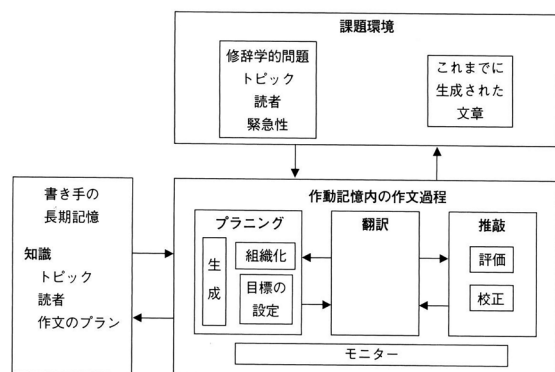 課題環境
修辞学的問題
トピック
読者
緊急性
これまでに
生成された
文章
書き手の
長期記憶
知識
トピック
読者
作文のプラン
作動記憶内の作文過程
プラニング
生成
組織化
目標の
設定
翻訳
推敲
評価
校正
モニター